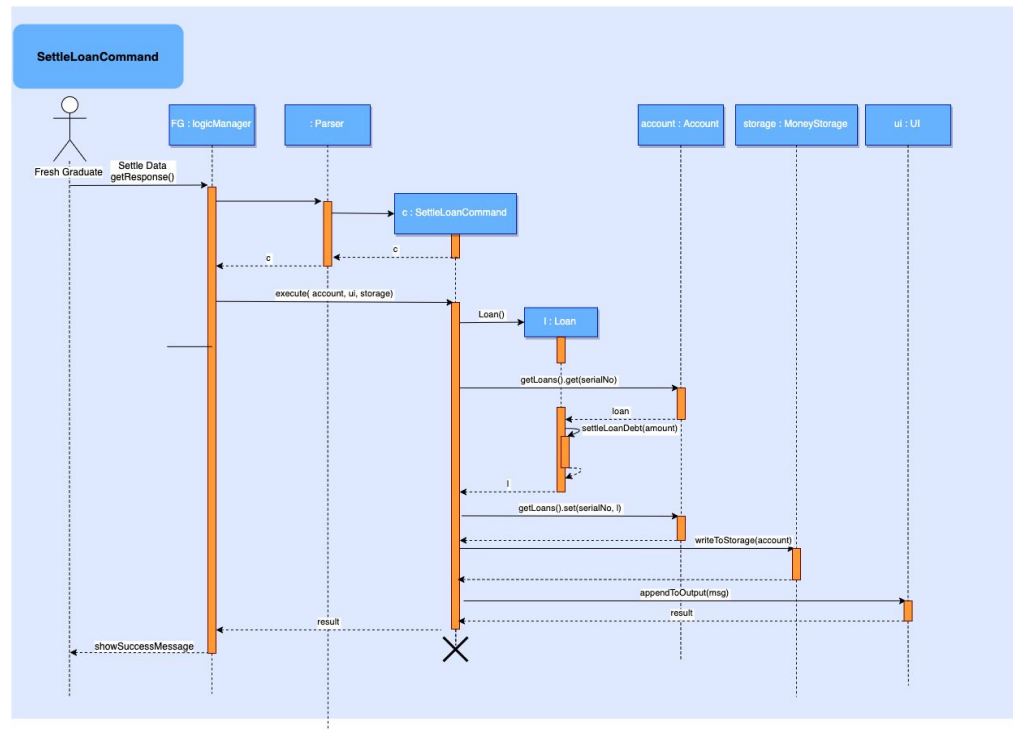 SettleLoanCommand
FG : logicManager
: Parser
account : Account
storage : MoneyStorage
ui : UI
Fresh Graduate
Settle Data
getResponse()
c : SettleLoanCommand
c
c
execute( account, ui, storage)
Loan()
l : Loan
getLoans().get(serialNo)
loan
settleLoanDebt(amount)
l
getLoans().set(serialNo, l)
writeToStorage(account)
appendToOutput(msg)
result
result
showSuccessMessage